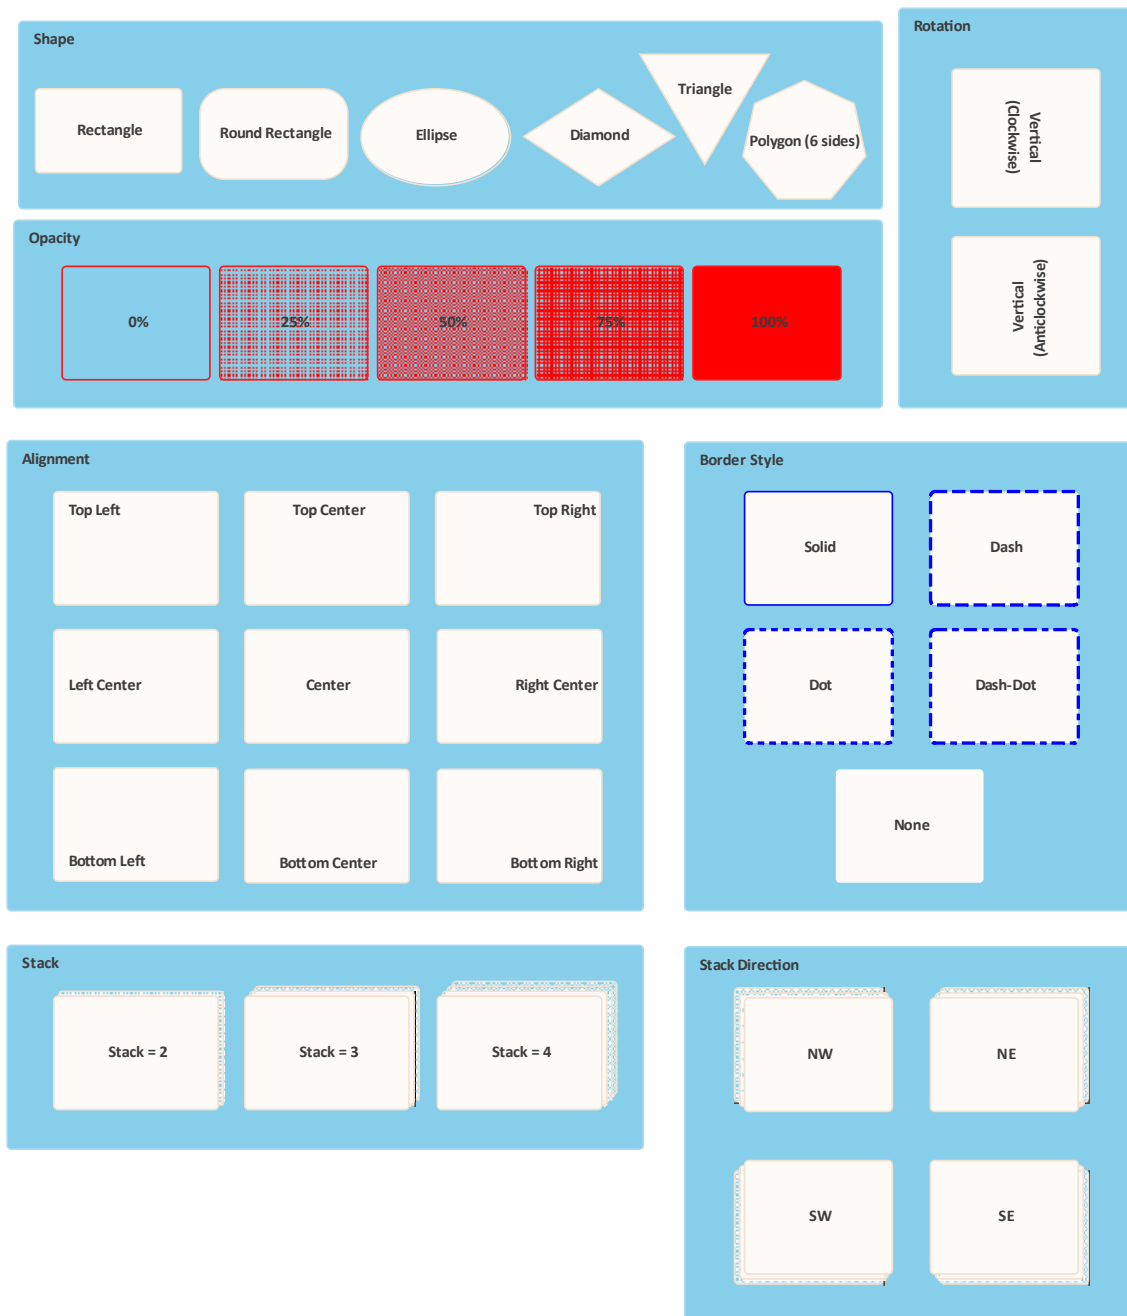 Shape
Rectangle
Round Rectangle
Ellipse
Diamond
Triangle
Polygon (6 sides)
Rotation
Vertical
(Clockwise)
Vertical
(Anticlockwise)
Opacity
0%
25%
50%
75%
100%
Alignment
Top Left
Top Center
Top Right
Left Center
Center
Right Center
Bottom Left
Bottom Center
Bottom Right
Border Style
Solid
Dash
Dot
Dash-Dot
None
Stack
Stack = 2
Stack = 3
Stack = 4
Stack Direction
NW
NE
SW
SE